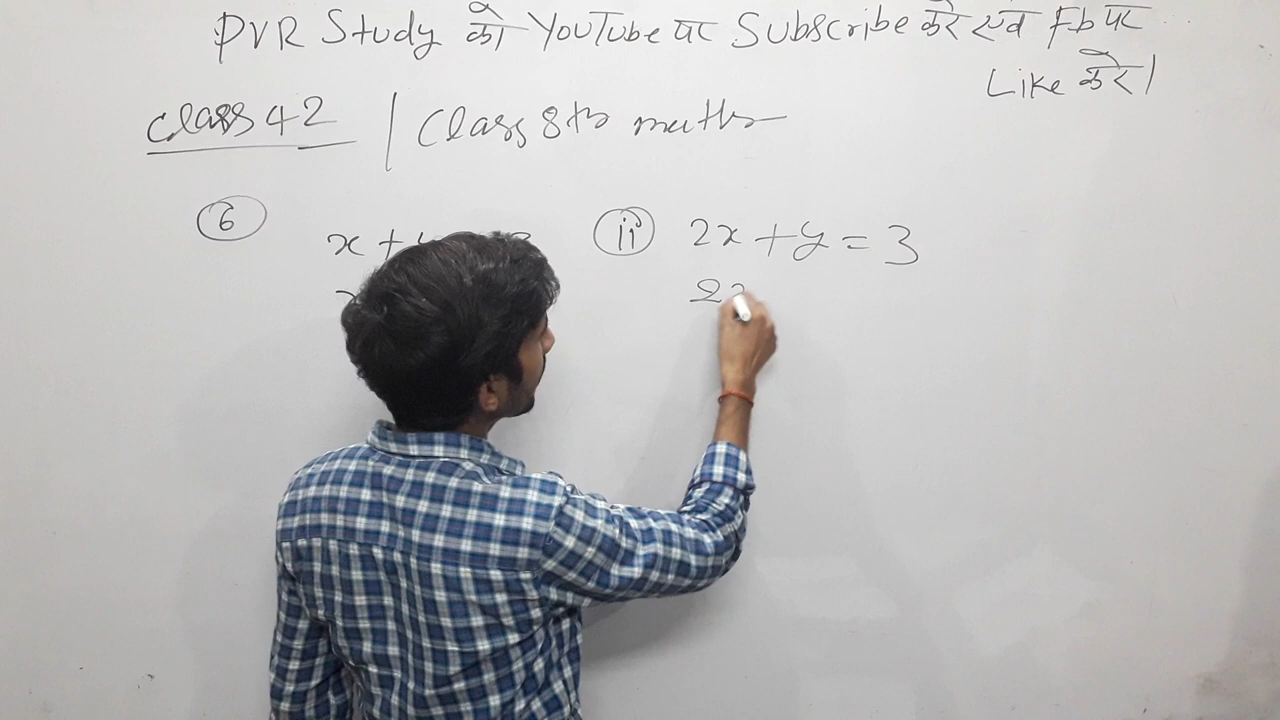 PVR Study को YouTube पर Subscribe करें एवं Fb पर
Like करें।
Class 42 | Class 8th maths
6 x +
ii 2x + y = 3
2